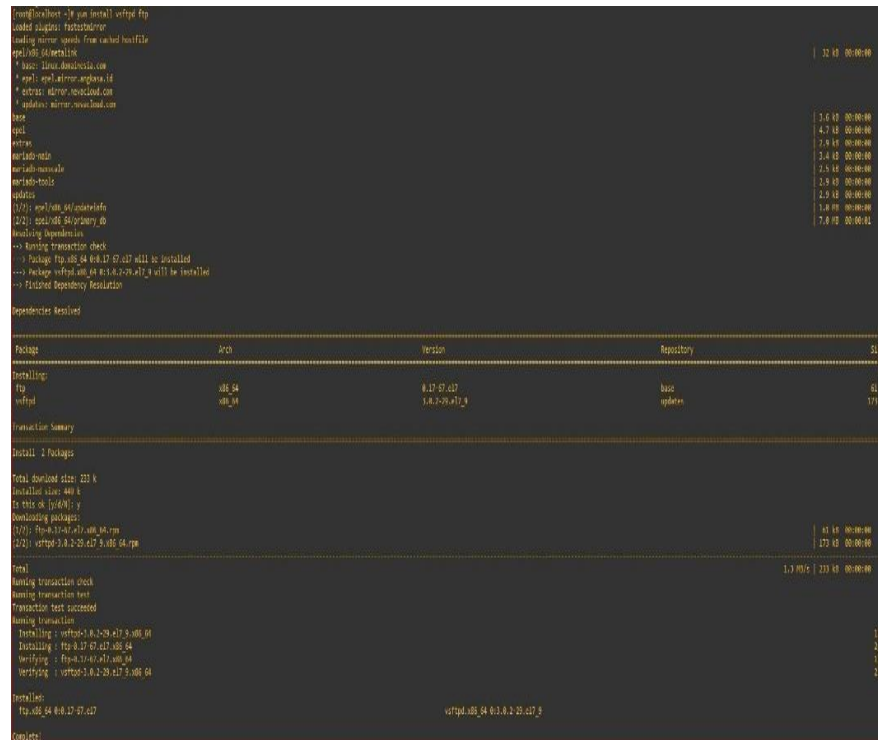 [root@localhost ~]# yum install vsftpd ftp
Loaded plugins: fastestmirror
Loading mirror speeds from cached hostfile
epel/x86_64/metalink | 32 kB 00:00:00
* base: linux.domainesia.com
* epel: epel.mirror.angkasa.id
* extras: mirror.nevacloud.com
* updates: mirror.nevacloud.com
base | 3.6 kB 00:00:00
epel | 4.7 kB 00:00:00
extras | 2.9 kB 00:00:00
mariadb-main | 3.4 kB 00:00:00
mariadb-maxscale | 2.5 kB 00:00:00
mariadb-tools | 2.9 kB 00:00:00
updates | 2.9 kB 00:00:00
(1/2): epel/x86_64/updateinfo | 1.0 MB 00:00:00
(2/2): epel/x86_64/primary_db | 7.0 MB 00:00:01
Resolving Dependencies
--> Running transaction check
---> Package ftp.x86_64 0:0.17-67.el7 will be installed
---> Package vsftpd.x86_64 0:3.0.2-29.el7_9 will be installed
--> Finished Dependency Resolution
Dependencies Resolved
Package Arch Version Repository Si
Installing:
ftp x86_64 0.17-67.el7 base 61
vsftpd x86_64 3.0.2-29.el7_9 updates 173
Transaction Summary
Install 2 Packages
Total download size: 233 k
Installed size: 449 k
Is this ok [y/d/N]: y
Downloading packages:
(1/2): ftp-0.17-67.el7.x86_64.rpm | 61 kB 00:00:00
(2/2): vsftpd-3.0.2-29.el7_9.x86_64.rpm | 173 kB 00:00:00
Total 1.3 MB/s | 233 kB 00:00:00
Running transaction check
Running transaction test
Transaction test succeeded
Running transaction
Installing : vsftpd-3.0.2-29.el7_9.x86_64 1
Installing : ftp-0.17-67.el7.x86_64 2
Verifying : ftp-0.17-67.el7.x86_64 1
Verifying : vsftpd-3.0.2-29.el7_9.x86_64 2
Installed:
ftp.x86_64 0:0.17-67.el7 vsftpd.x86_64 0:3.0.2-29.el7_9
Complete!